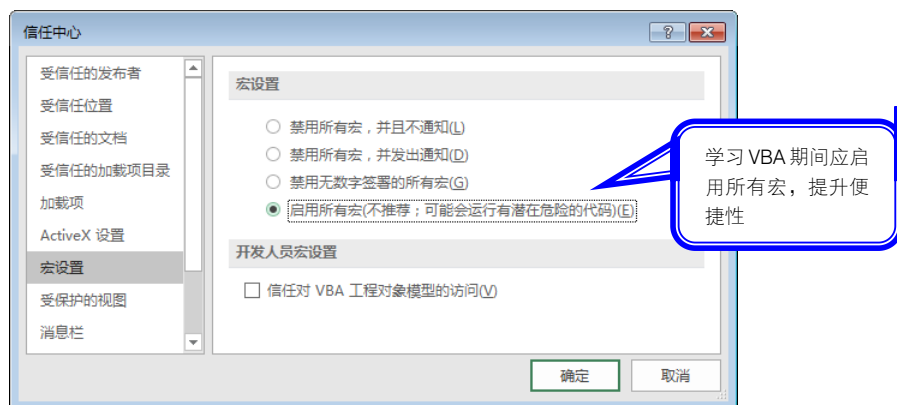 信任中心
受信任的发布者
受信任位置
受信任的文档
受信任的加载项目录
加载项
ActiveX 设置
宏设置
受保护的视图
消息栏
宏设置
禁用所有宏，并且不通知(L)
禁用所有宏，并发出通知(D)
禁用无数字签署的所有宏(G)
启用所有宏(不推荐；可能会运行有潜在危险的代码)(E)
开发人员宏设置
信任对 VBA 工程对象模型的访问(V)
确定
取消
学习 VBA 期间应启
用所有宏，提升便
捷性